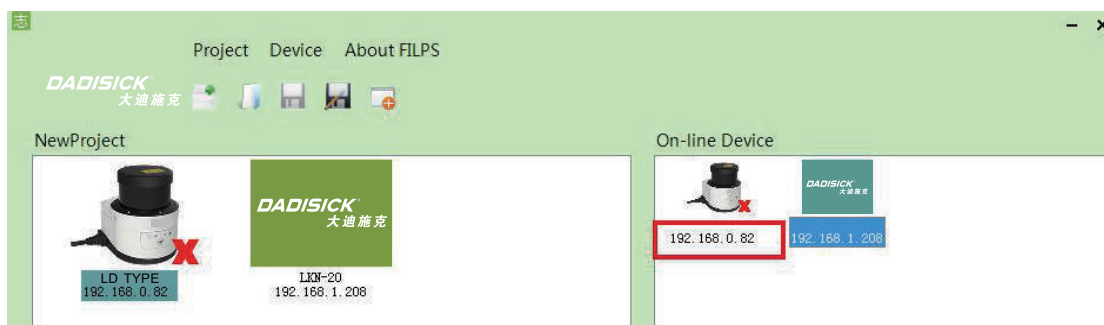 志
Project Device About FILPS
DADISICK
大迪施克
NewProject
On-line Device
DADISICK
大迪施克
LD TYPE
192.168.0.82
LKN-20
192.168.1.208
DADISICK
大迪施克
192.168.0.82
192.168.1.208